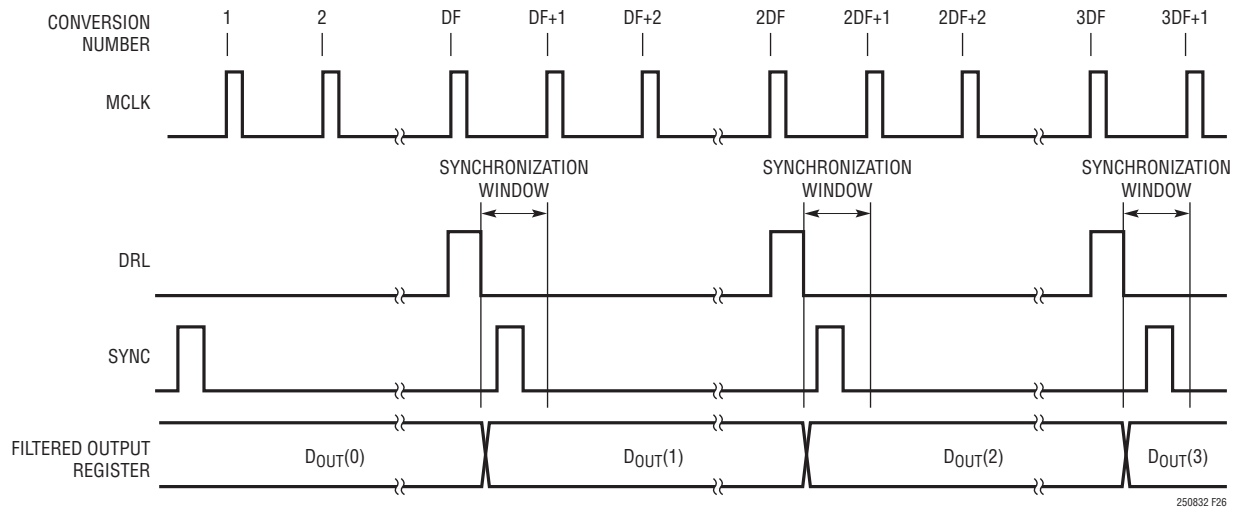 CONVERSION
NUMBER
1 2 DF DF+1 DF+2 2DF 2DF+1 2DF+2 3DF 3DF+1
MCLK
SYNCHRONIZATION
WINDOW
SYNCHRONIZATION
WINDOW
SYNCHRONIZATION
WINDOW
DRL
SYNC
FILTERED OUTPUT
REGISTER
DOUT(0) DOUT(1) DOUT(2) DOUT(3)
250832 F26